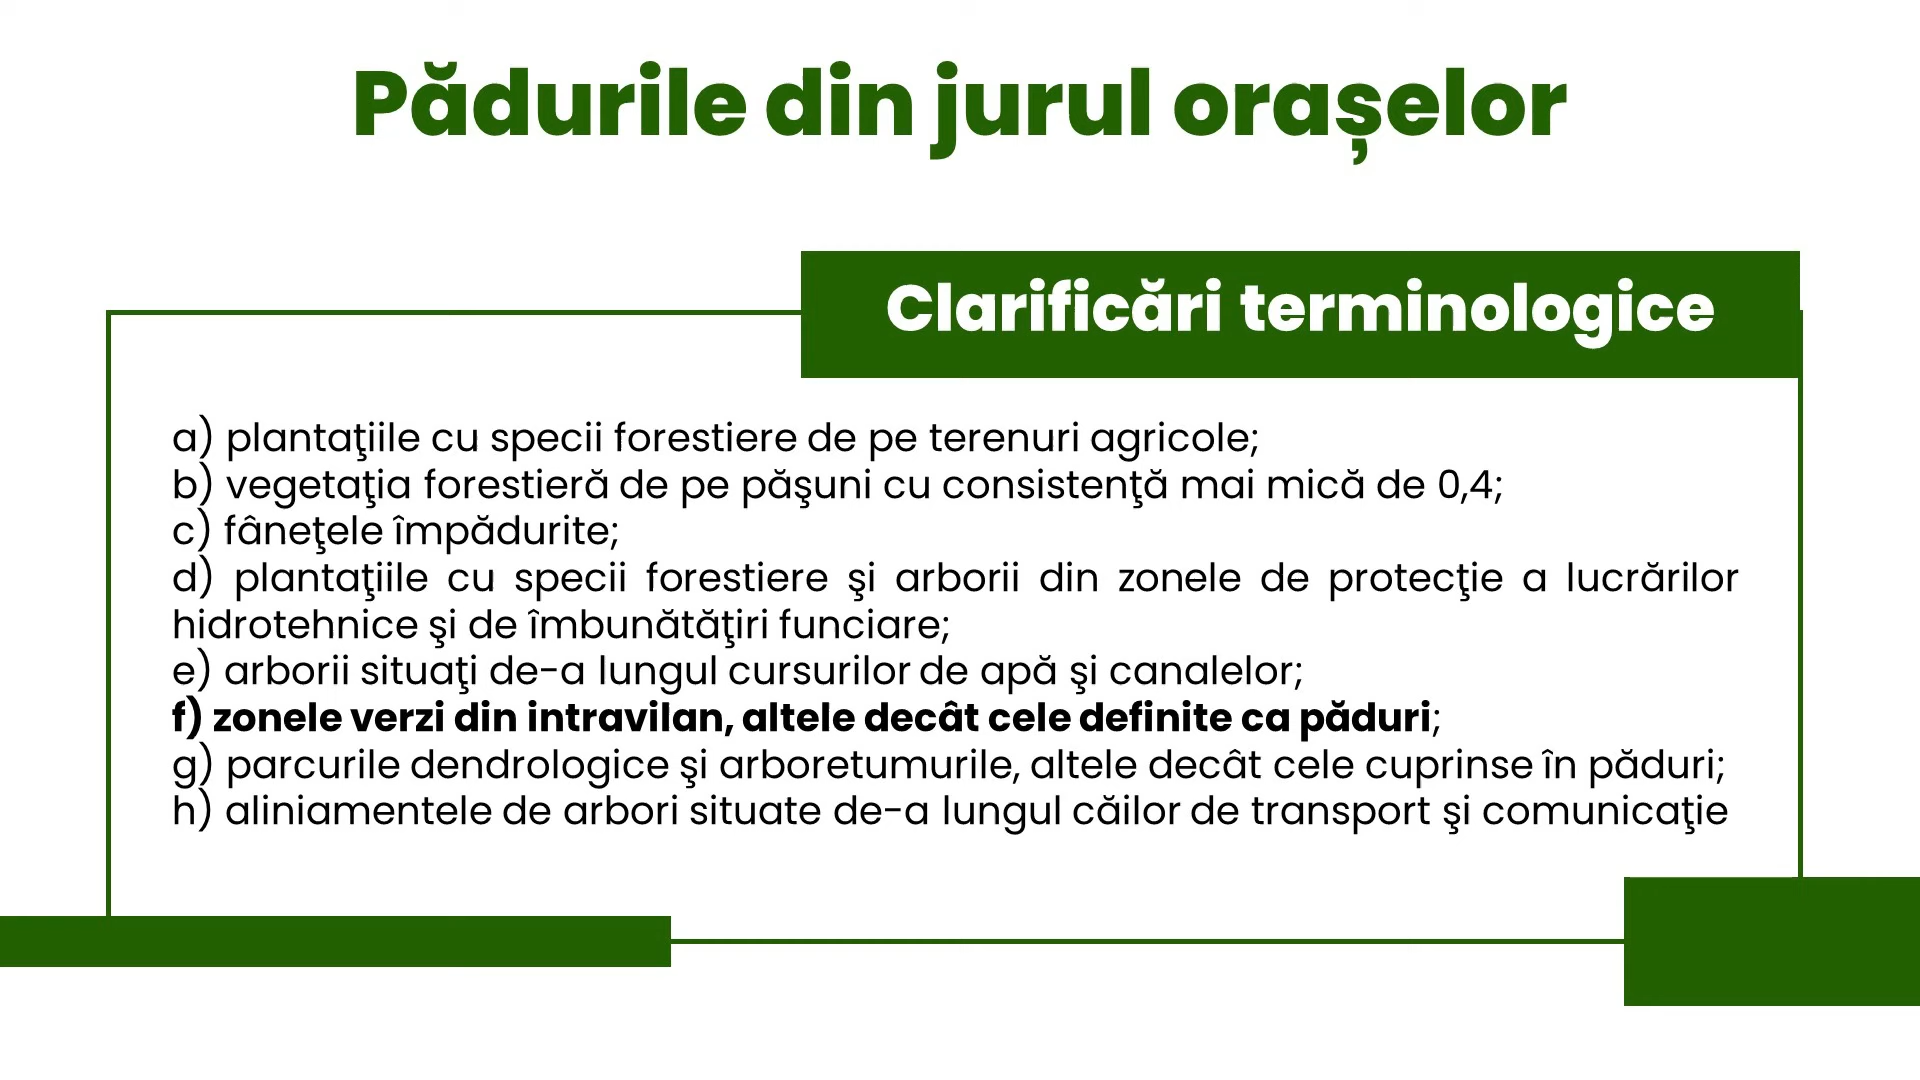 Pădurile din jurul orașelor
Clarificări terminologice
a) plantaţiile cu specii forestiere de pe terenuri agricole;
b) vegetaţia forestieră de pe păşuni cu consistenţă mai mică de 0,4;
c) fâneţele împădurite;
d) plantaţiile cu specii forestiere şi arborii din zonele de protecţie a lucrărilor
hidrotehnice şi de îmbunătăţiri funciare;
e) arborii situaţi de-a lungul cursurilor de apă şi canalelor;
f) zonele verzi din intravilan, altele decât cele definite ca păduri;
g) parcurile dendrologice şi arboretumurile, altele decât cele cuprinse în păduri;
h) aliniamentele de arbori situate de-a lungul căilor de transport şi comunicaţie